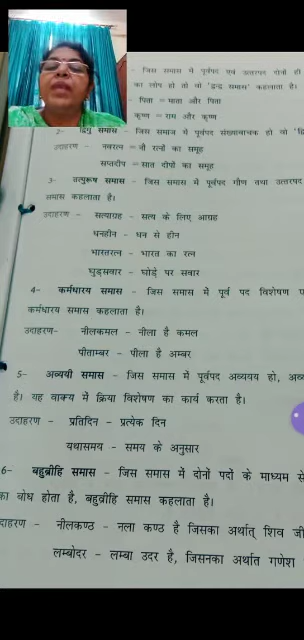 - जिस समास में पूर्वपद एवं उत्तरपद दोनों ही
का लोप हो तो वो 'द्वन्द्व समास' कहलाता है।
पिता = माता और पिता
कृष्ण = राम और कृष्ण
2- द्विगु समास - जिस समाज में पूर्वपद संख्यावाचक हो वो
उदाहरण - नवरत्न = नौ रत्नों का समूह
सप्तदीप = सात दीपों का समूह
3- तत्पुरूष समास - जिस समास में पूर्वपद गौण तथा उत्तरपद
समास कहलाता है।
उदाहरण - सत्याग्रह - सत्य के लिए आग्रह
धनहीन - धन से हीन
भारतरत्न - भारत का रत्न
घुड़सवार - घोड़े पर सवार
4- कर्मधारय समास - जिस समास में पूर्व पद विशेषण
कर्मधारय समास कहलाता है।
उदाहरण- नीलकमल - नीला है कमल
पीताम्बर - पीला है अम्बर
5- अव्ययी समास - जिस समास में पूर्वपद अव्यय हो,
है। यह वाक्य में क्रिया विशेषण का कार्य करता है।
उदाहरण - प्रतिदिन - प्रत्येक दिन
यथासमय - समय के अनुसार
6- बहुब्रीहि समास - जिस समास में दोनों पदों के माध्यम से
का बोध होता है, बहुब्रीहि समास कहलाता है।
दाहरण - नीलकण्ठ - नला कण्ठ है जिसका अर्थात् शिव जी
लम्बोदर - लम्बा उदर है, जिसनका अर्थात गणेश